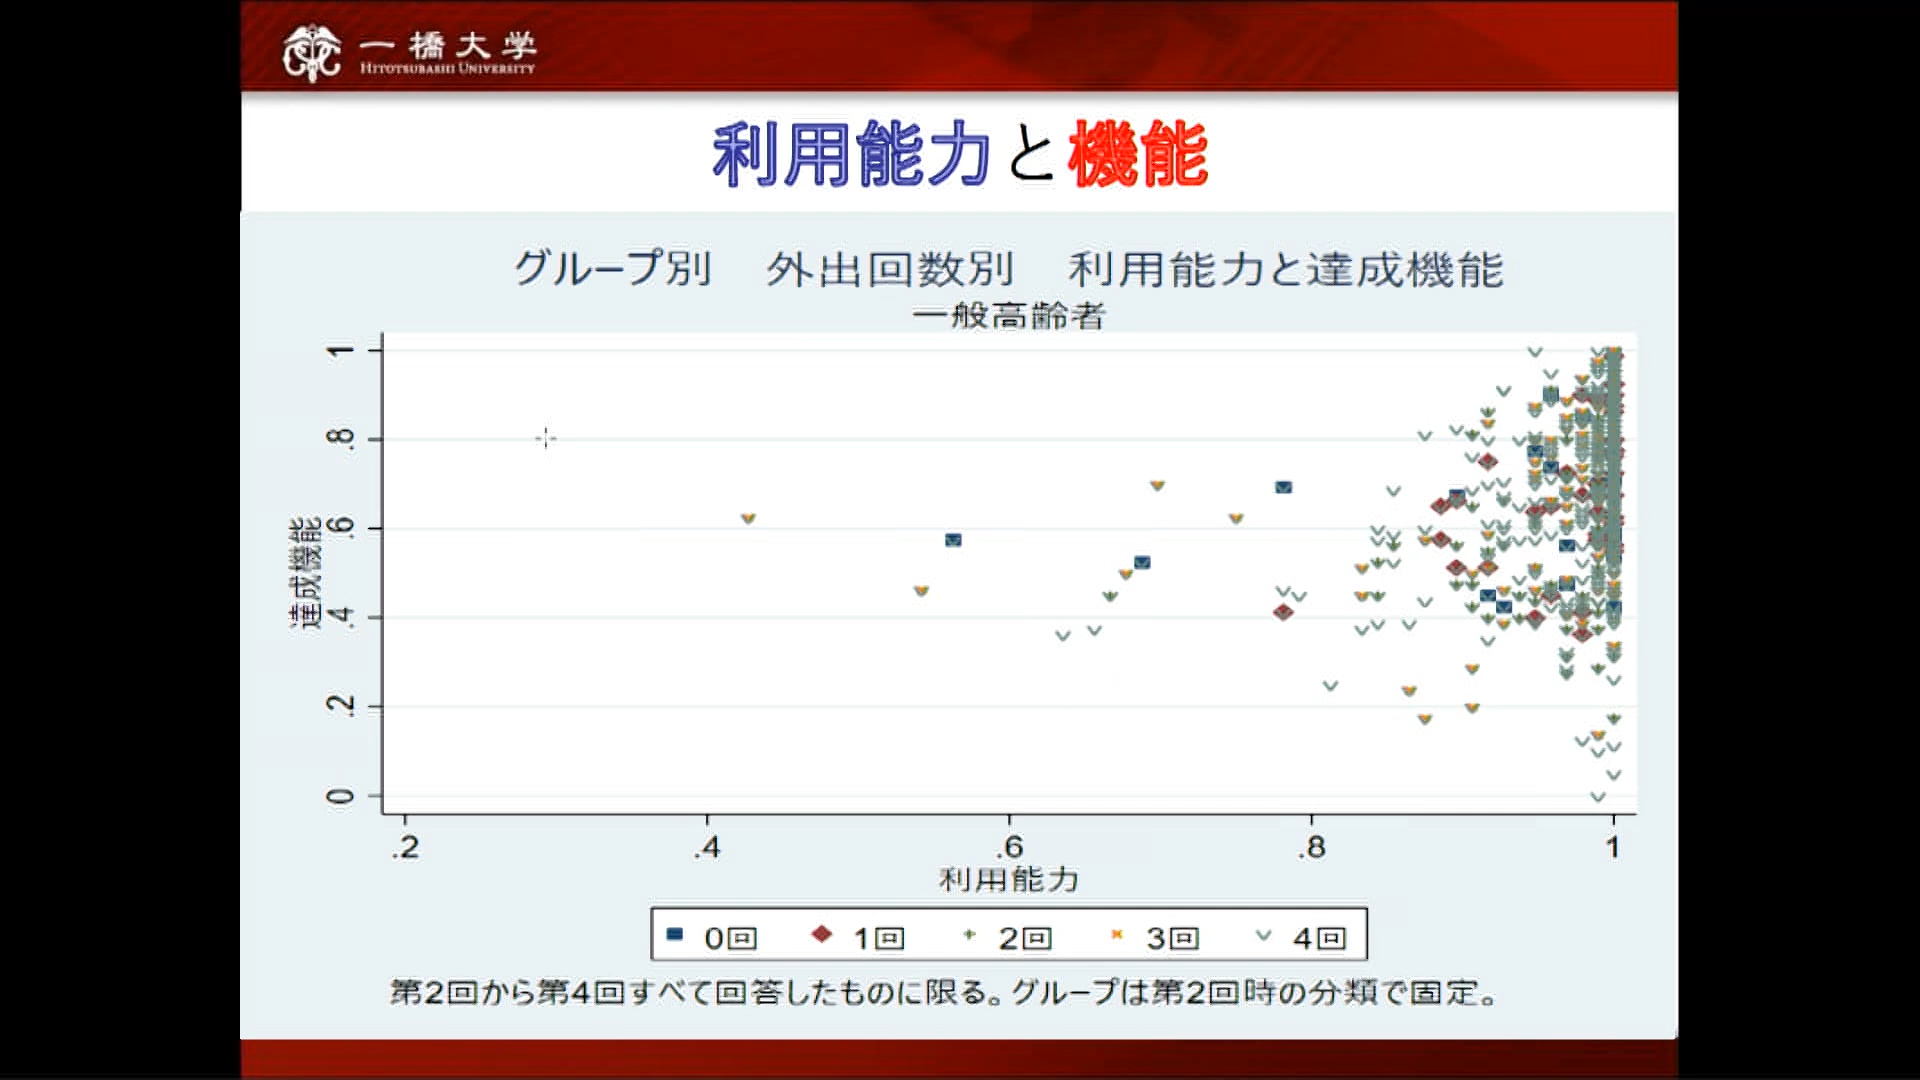 一橋大学
HITOTSUBASHI UNIVERSITY
利用能力と機能
グループ別　外出回数別　利用能力と達成機能
一般高齢者
達成機能
1
.8
.6
.4
.2
0
.2 .4 .6 .8 1
利用能力
0回 1回 2回 3回 4回
第2回から第4回すべて回答したものに限る。グループは第2回時の分類で固定。